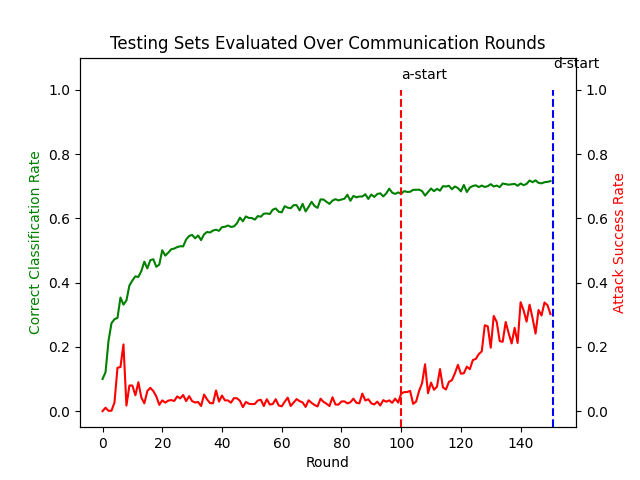 Testing Sets Evaluated Over Communication Rounds
a-start
d-start
1.0
0.8
0.6
0.4
0.2
0.0
Correct Classification Rate
1.0
0.8
0.6
0.4
0.2
0.0
Attack Success Rate
0 20 40 60 80 100 120 140
Round